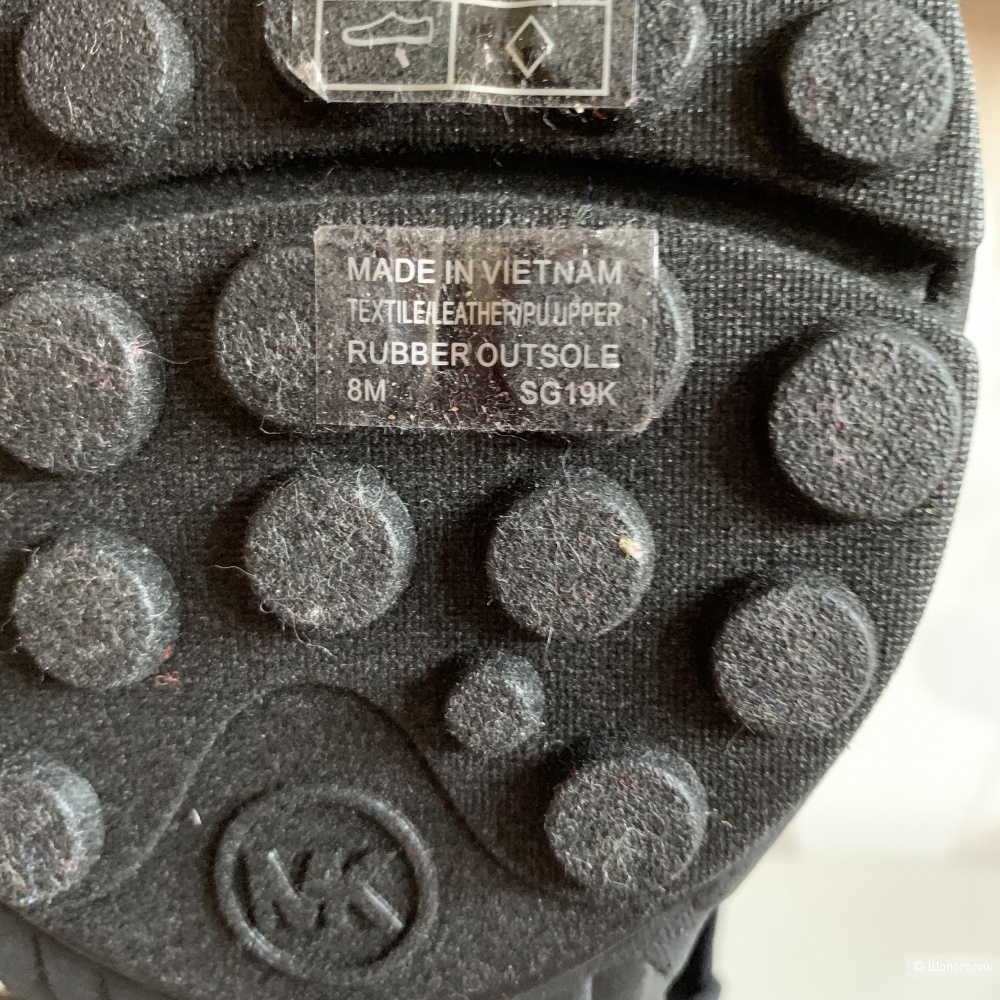 MADE IN VIETNAM
TEXTILE/LEATHER/PU.UPPER
RUBBER OUTSOLE
8M SG19K
MK
© Шопоголик